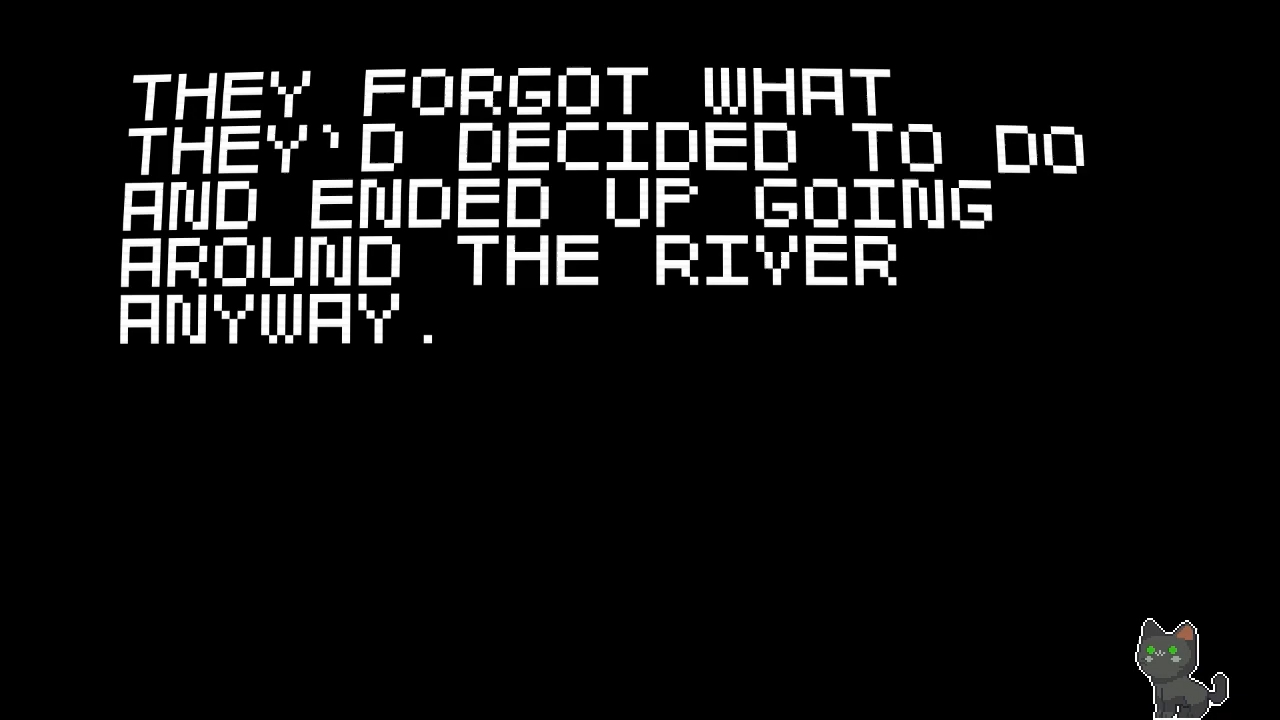 THEY FORGOT WHAT
THEY'D DECIDED TO DO
AND ENDED UP GOING
AROUND THE RIVER
ANYWAY.